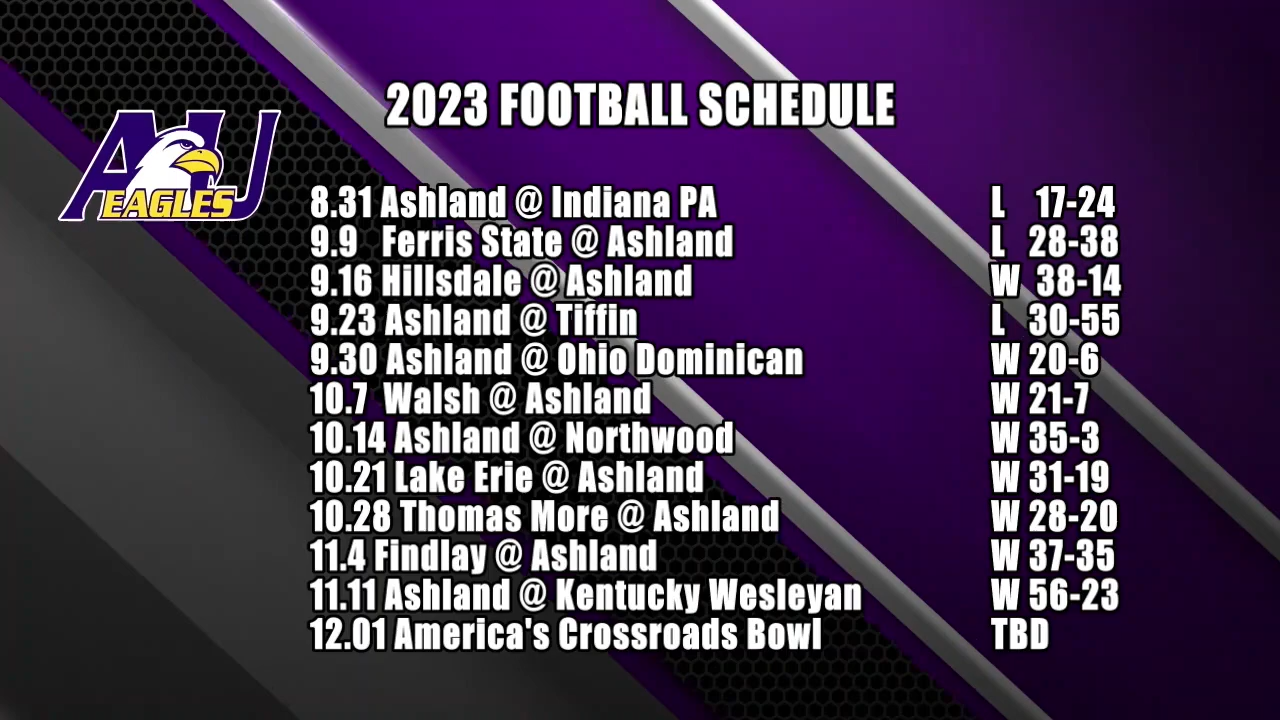 2023 FOOTBALL SCHEDULE
AU
EAGLES
8.31 Ashland @ Indiana PA L 17-24
9.9 Ferris State @ Ashland L 28-38
9.16 Hillsdale @ Ashland W 38-14
9.23 Ashland @ Tiffin L 30-55
9.30 Ashland @ Ohio Dominican W 20-6
10.7 Walsh @ Ashland W 21-7
10.14 Ashland @ Northwood W 35-3
10.21 Lake Erie @ Ashland W 31-19
10.28 Thomas More @ Ashland W 28-20
11.4 Findlay @ Ashland W 37-35
11.11 Ashland @ Kentucky Wesleyan W 56-23
12.01 America's Crossroads Bowl TBD